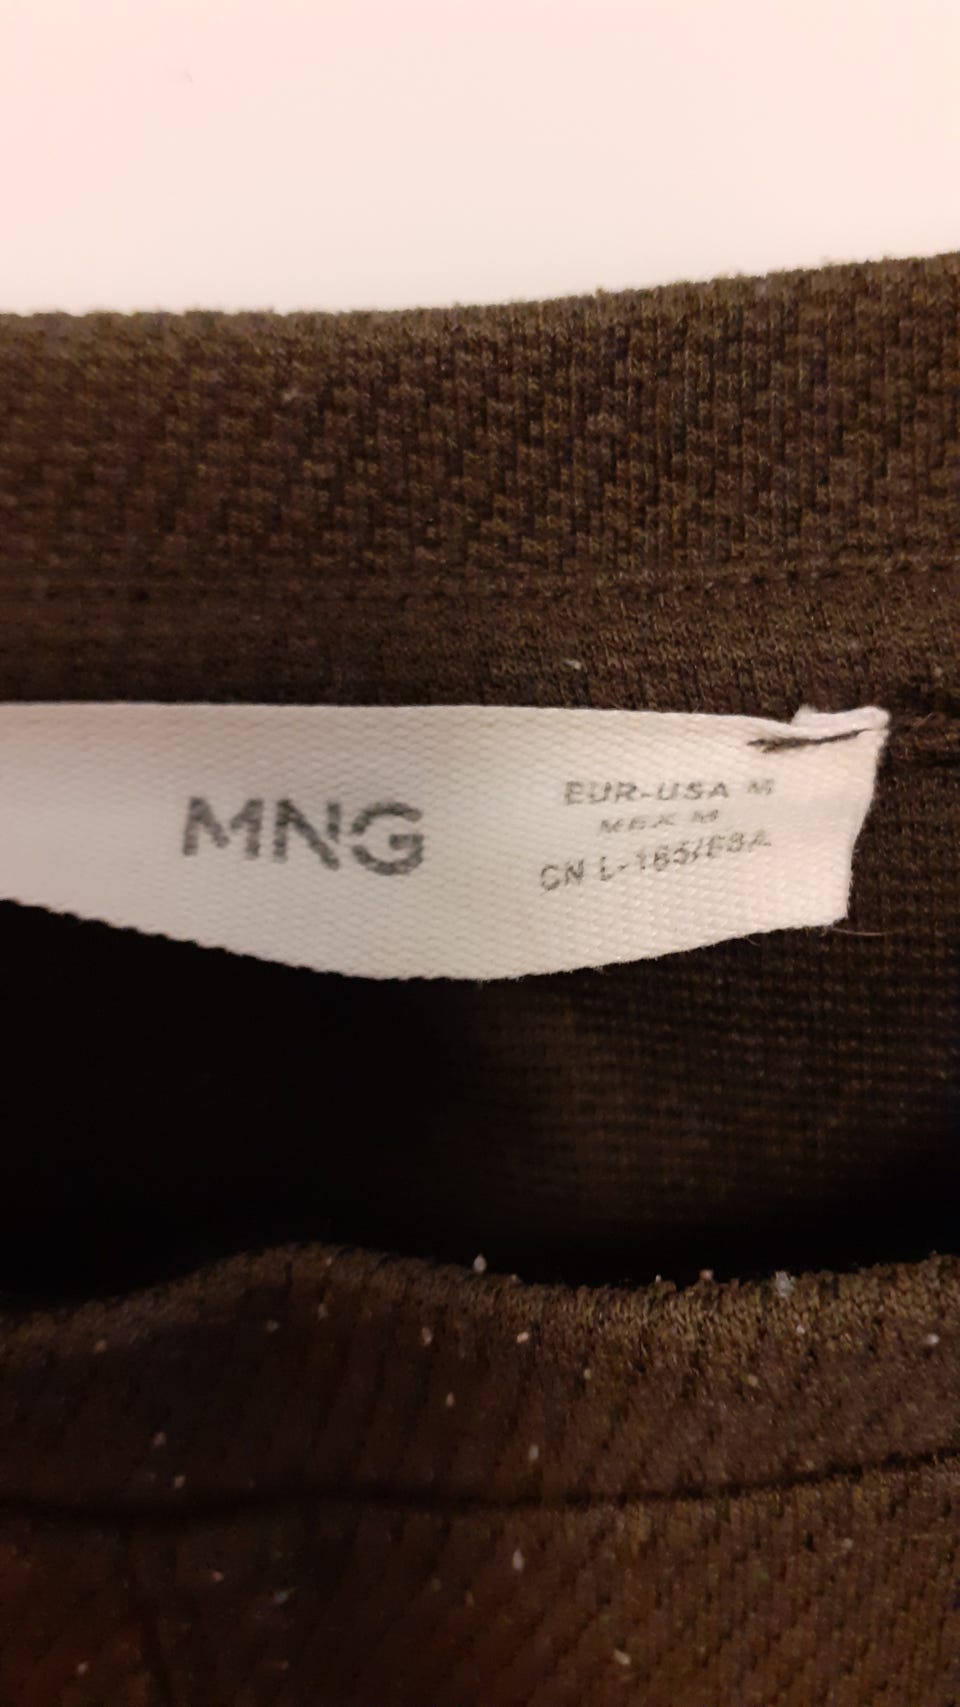 MNG
EUR-USA M
MEX M
CN L-165/88A